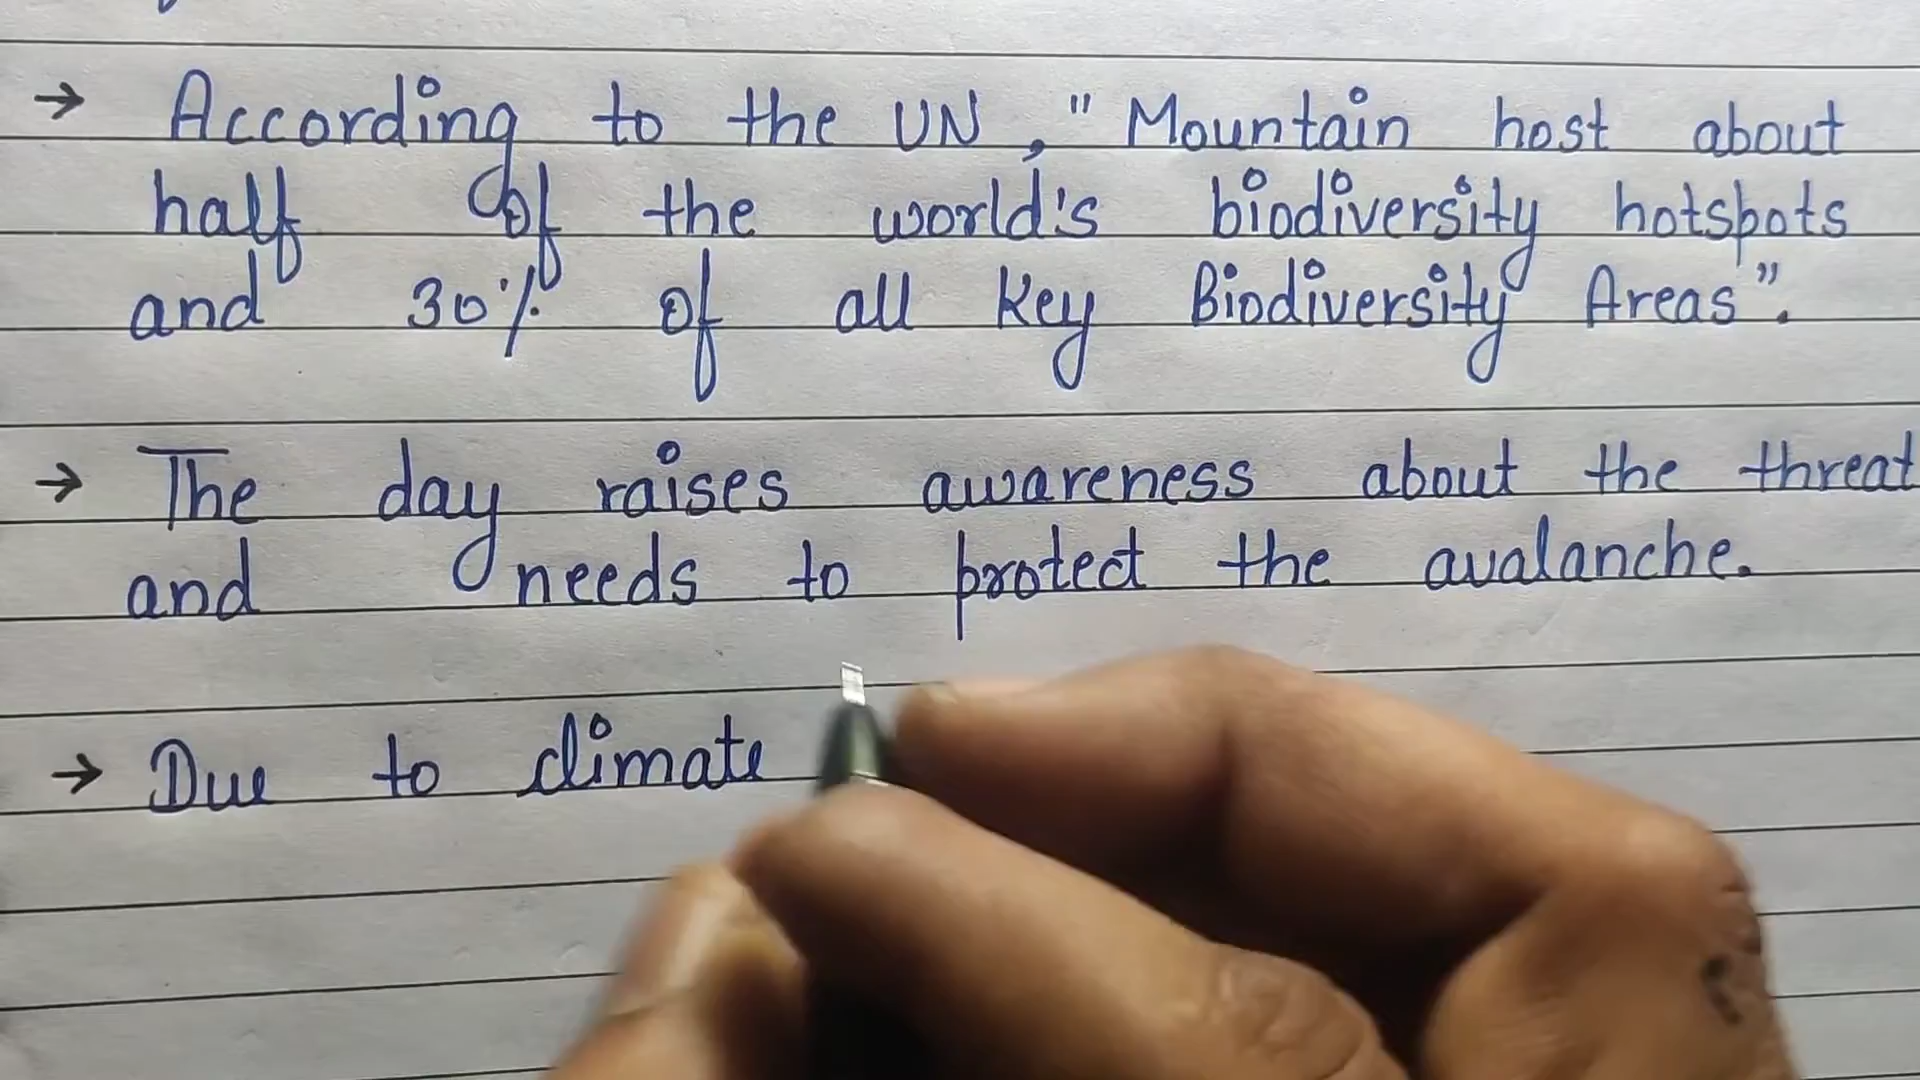 → According to the UN, "Mountain host about
half of the world's biodiversity hotspots
and 30% of all Key Biodiversity Areas".
→ The day raises awareness about the threat
and needs to protect the avalanche.
→ Due to climate